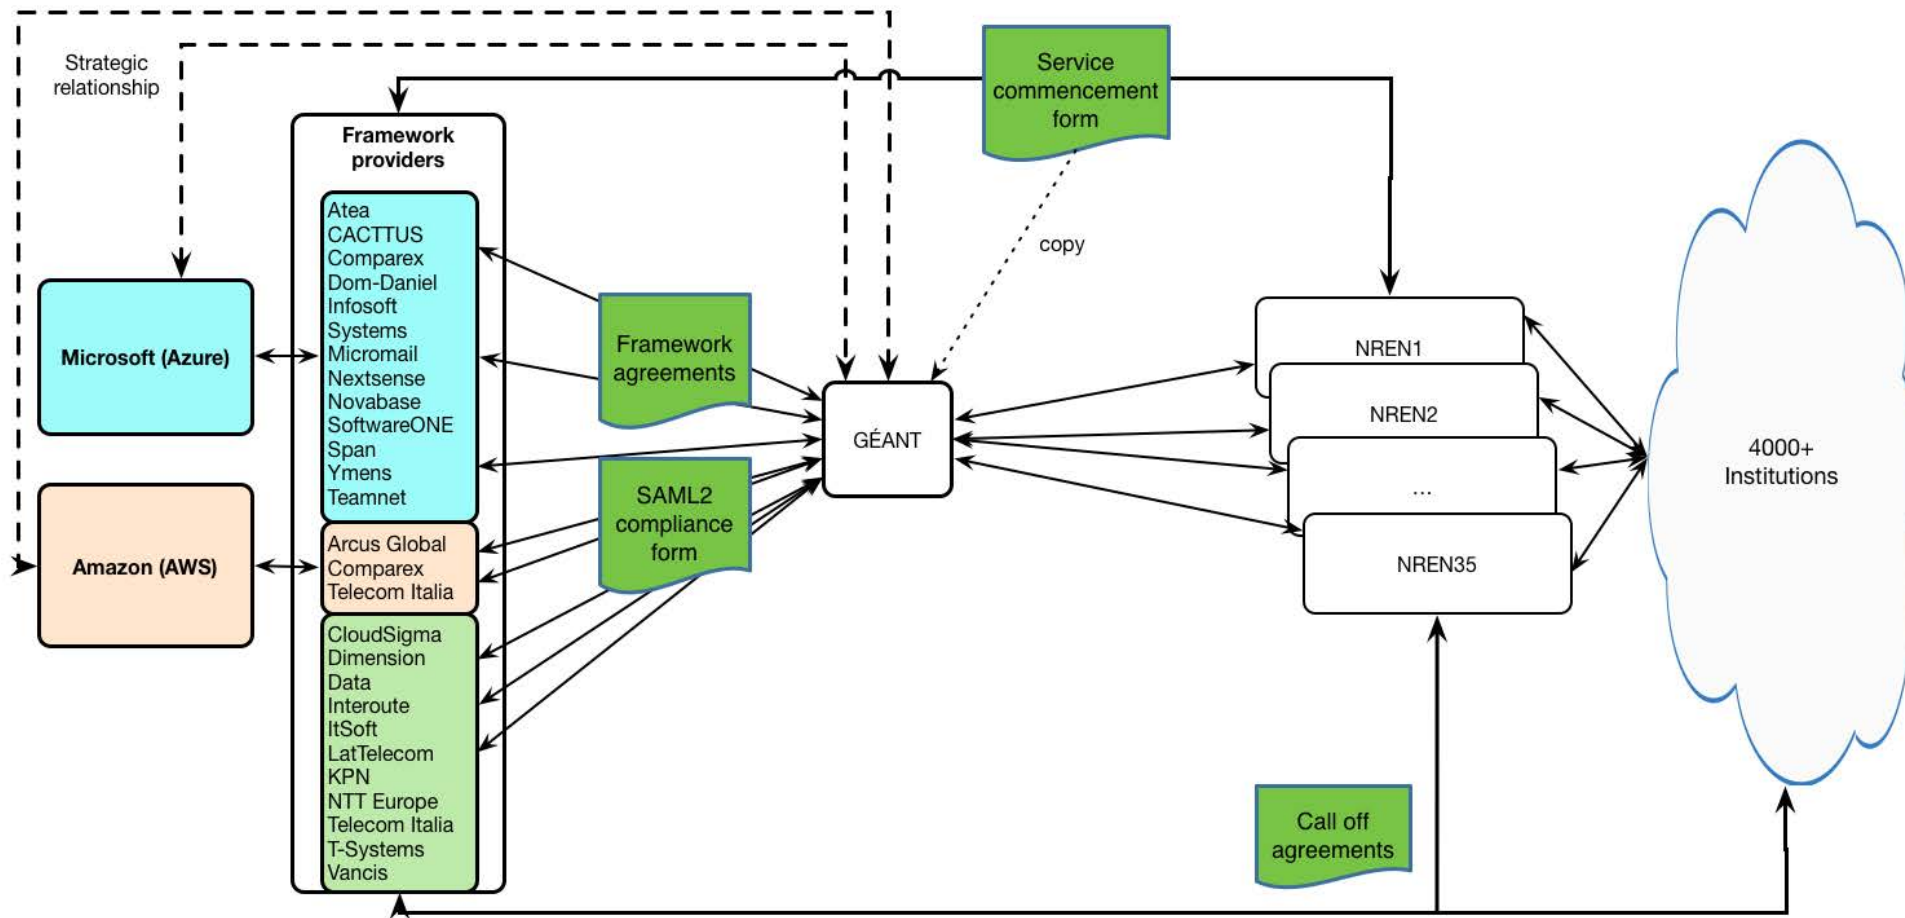 Strategic
relationship
Service
commencement
form
copy
Framework
providers
Atea
CACTTUS
Comparex
Dom-Daniel
Infosoft
Systems
Micromail
Nextsense
Novabase
SoftwareONE
Span
Ymens
Teamnet
Arcus Global
Comparex
Telecom Italia
CloudSigma
Dimension
Data
Interoute
ItSoft
LatTelecom
KPN
NTT Europe
Telecom Italia
T-Systems
Vancis
Microsoft (Azure)
Amazon (AWS)
Framework
agreements
SAML2
compliance
form
GÉANT
NREN1
NREN2
...
NREN35
4000+
Institutions
Call off
agreements